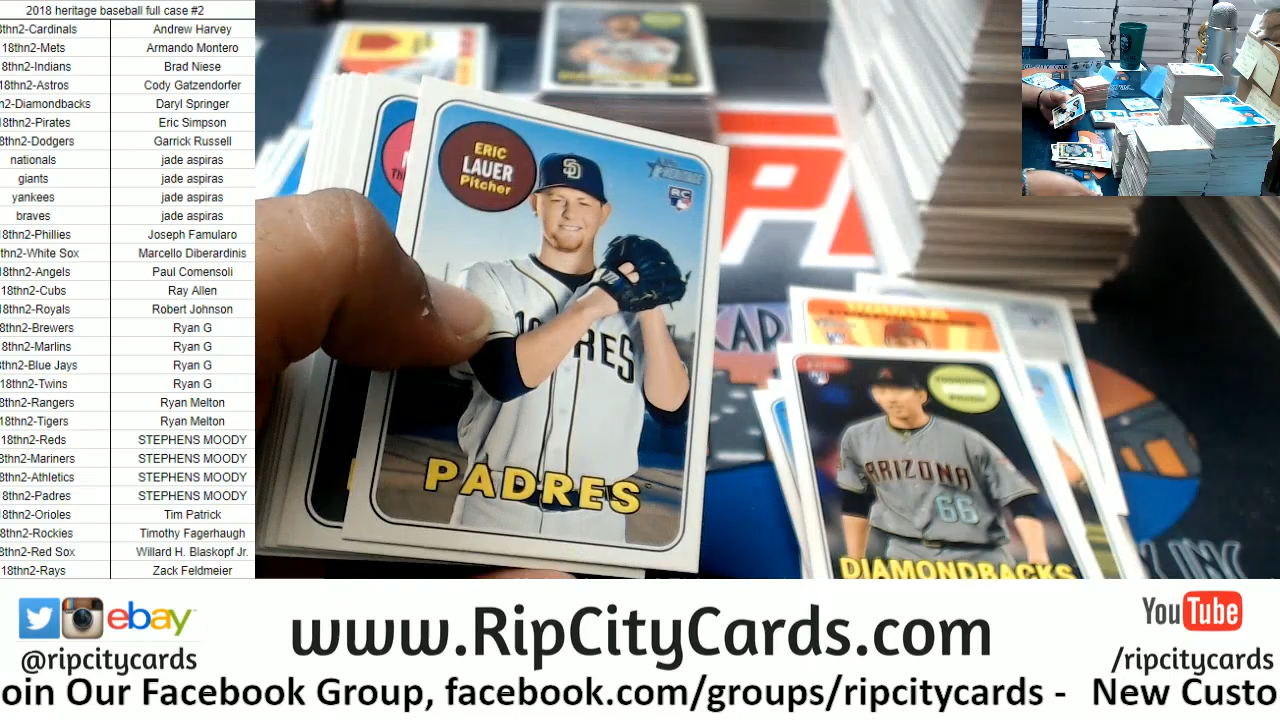 2018 heritage baseball full case #2
8thn2-Cardinals Andrew Harvey
18thn2-Mets Armando Montero
8thn2-Indians Brad Niese
18thn2-Astros Cody Gatzendorfer
n2-Diamondbacks Daryl Springer
18thn2-Pirates Eric Simpson
18thn2-Dodgers Garrick Russell
nationals jade aspiras
giants jade aspiras
yankees jade aspiras
braves jade aspiras
18thn2-Phillies Joseph Famularo
thn2-White Sox Marcello Diberardinis
18thn2-Angels Paul Comensoli
18thn2-Cubs Ray Allen
18thn2-Royals Robert Johnson
8thn2-Brewers Ryan G
8thn2-Marlins Ryan G
8thn2-Blue Jays Ryan G
18thn2-Twins Ryan G
8thn2-Rangers Ryan Melton
18thn2-Tigers Ryan Melton
18thn2-Reds STEPHENS MOODY
8thn2-Mariners STEPHENS MOODY
8thn2-Athletics STEPHENS MOODY
18thn2-Padres STEPHENS MOODY
18thn2-Orioles Tim Patrick
8thn2-Rockies Timothy Fagerhaugh
8thn2-Red Sox Willard H. Blaskopf Jr.
18thn2-Rays Zack Feldmeier
ERIC
LAUER
Pitcher
HERITAGE
RC
SD
PADRES
ARIZONA
66
DIAMONDBACKS
ebay
@ripcitycards
www.RipCityCards.com
YouTube
/ripcitycards
oin Our Facebook Group, facebook.com/groups/ripcitycards - New Custo